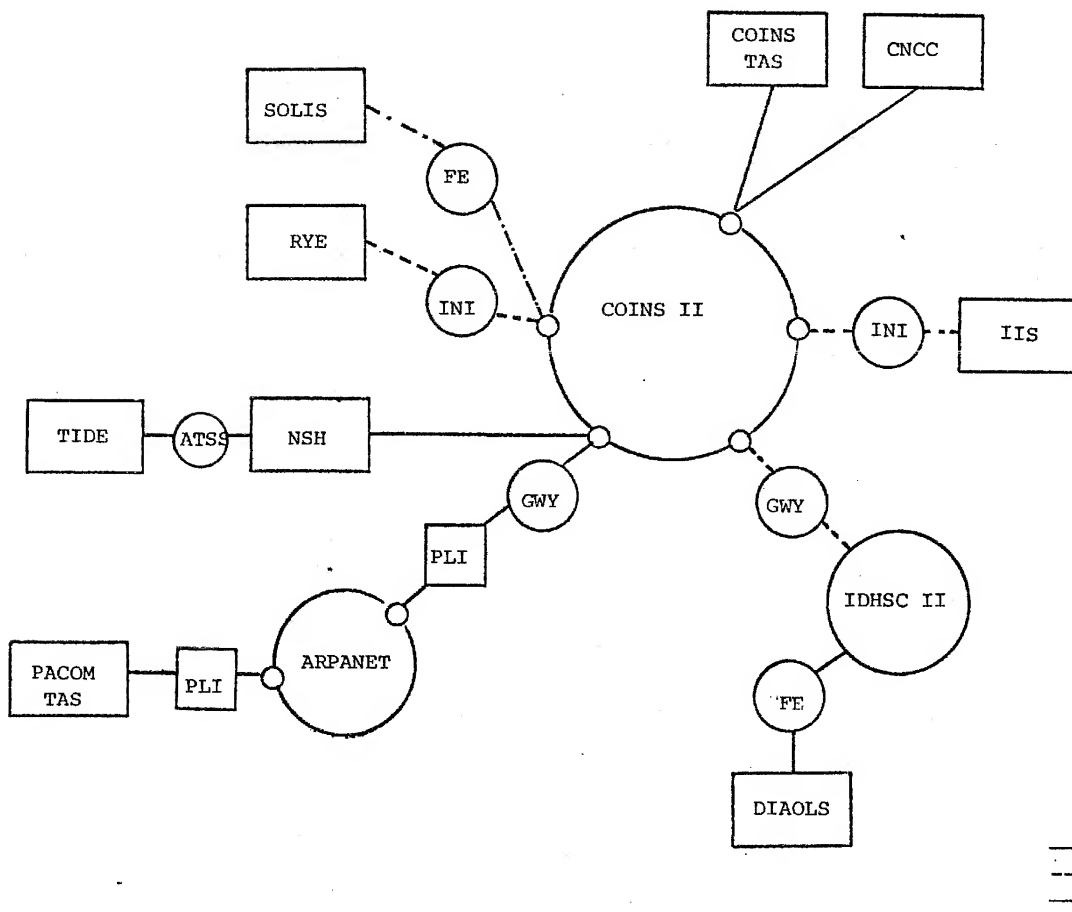 COINS
TAS
CNCC
SOLIS
FE
RYE
INI
COINS II
INI
IIS
TIDE
ATSS
NSH
GWY
GWY
PLI
IDHSC II
ARPANET
PACOM
TAS
PLI
FE
DIAOLS